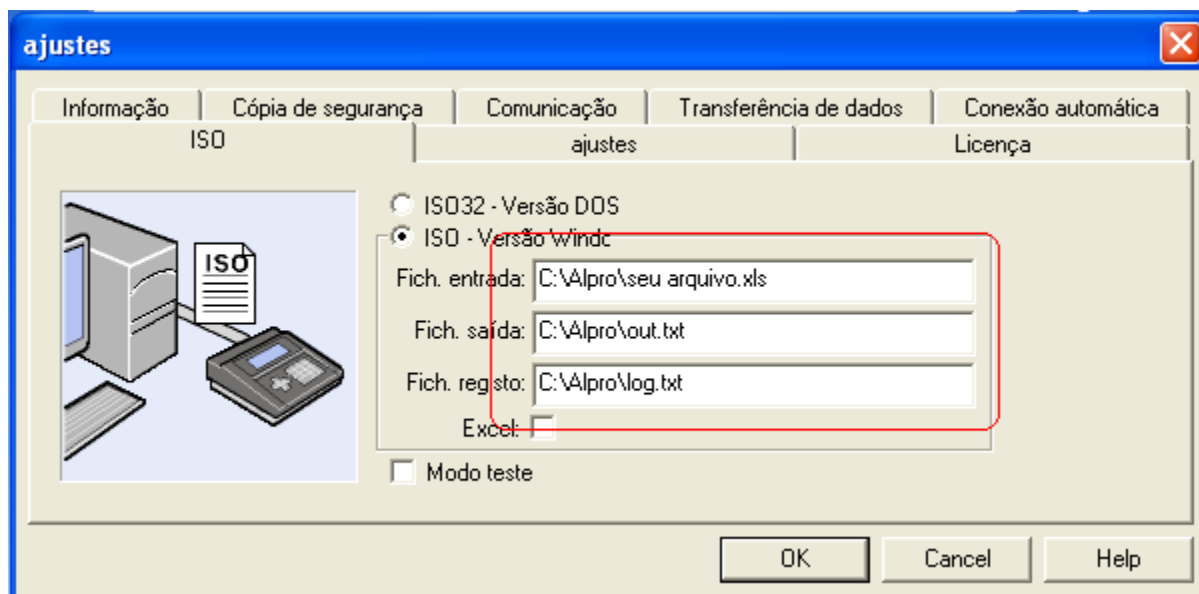 ajustes
Informação Cópia de segurança Comunicação Transferência de dados Conexão automática
ISO ajustes Licença
ISO
ISO32 - Versão DOS
ISO - Versão Windc
Fich. entrada: C:\Alpro\seu arquivo.xls
Fich. saída: C:\Alpro\out.txt
Fich. registo: C:\Alpro\log.txt
Excel:
Modo teste
OK Cancel Help